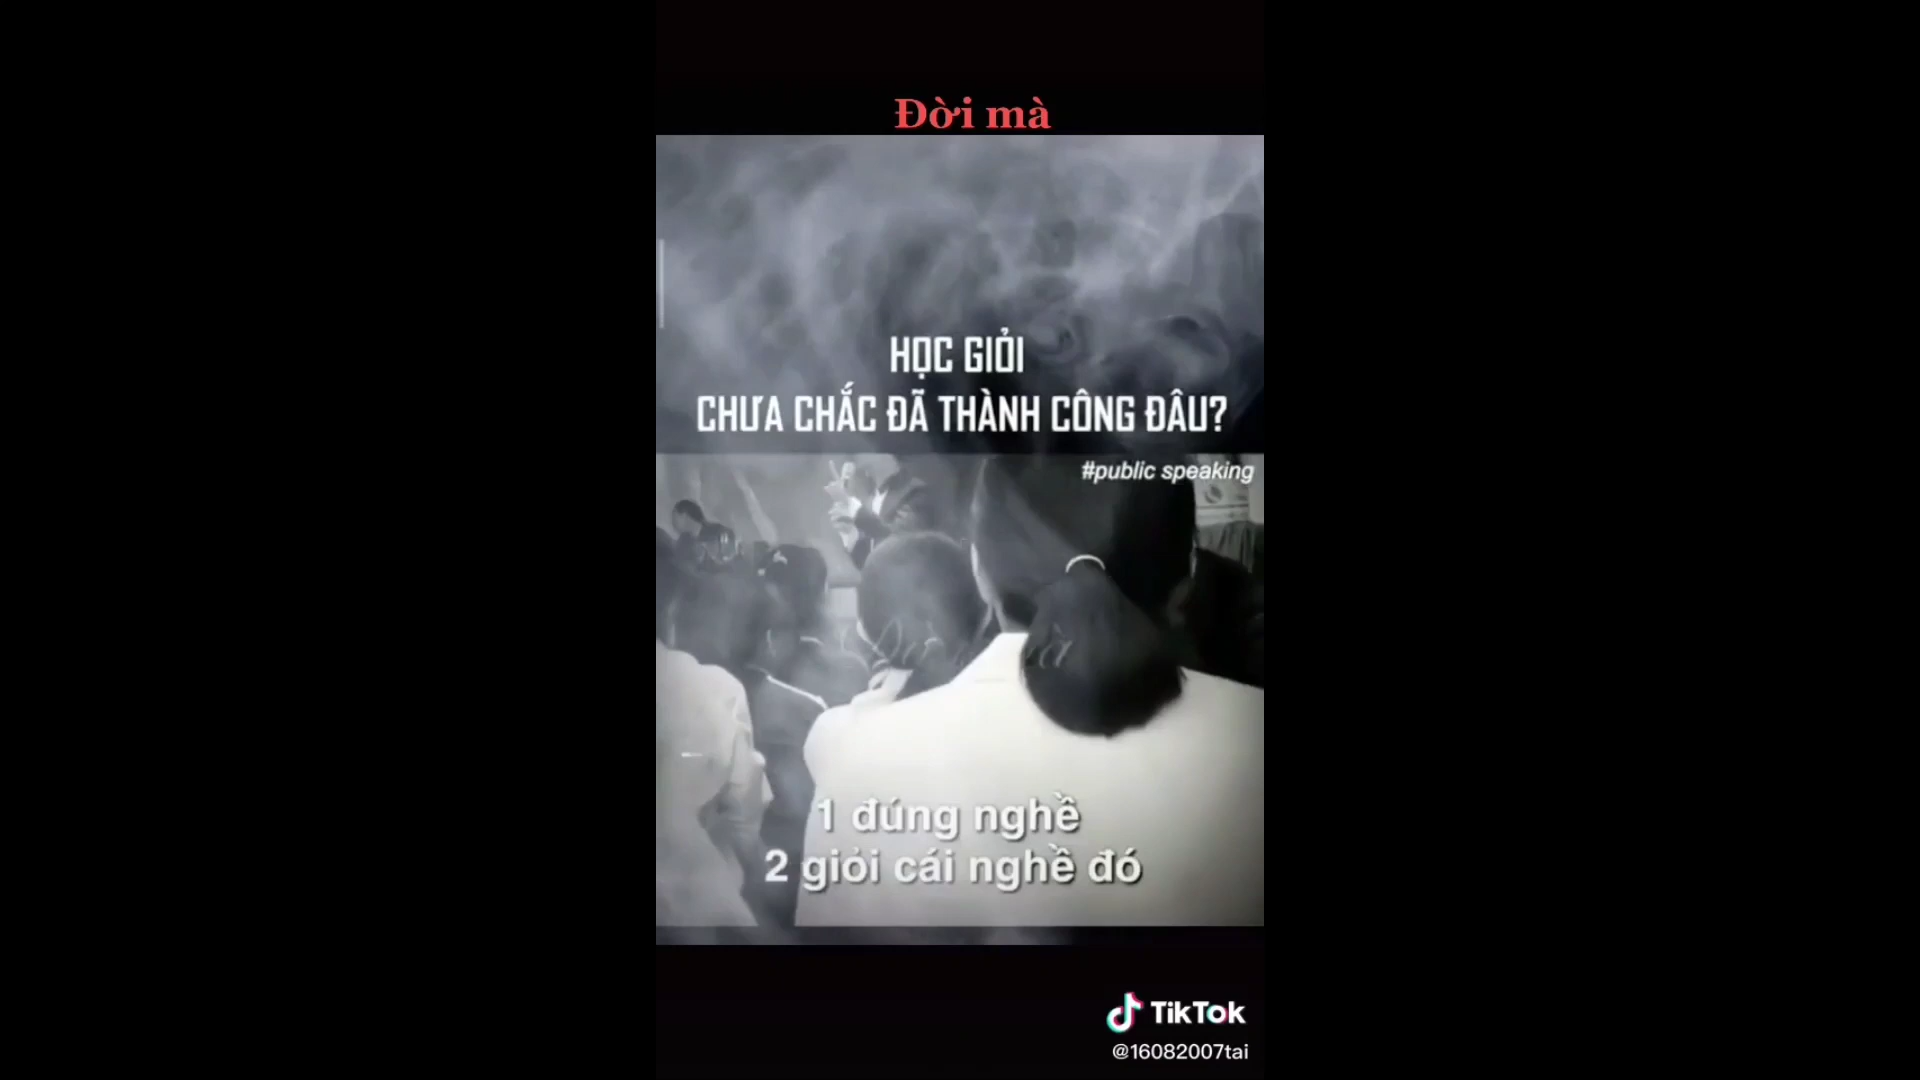 Đời mà
HỌC GIỎI
CHƯA CHẮC ĐÃ THÀNH CÔNG ĐÂU?
#public speaking
1 đúng nghề
2 giỏi cái nghề đó
TikTok
@16082007tai